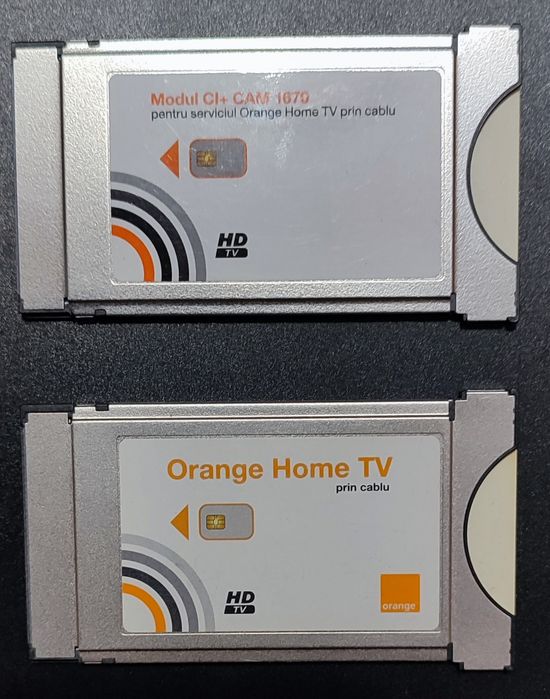 Modul CI+ CAM 1679
pentru serviciul Orange Home TV prin cablu
HD
TV
Orange Home TV
prin cablu
HD
TV
orange